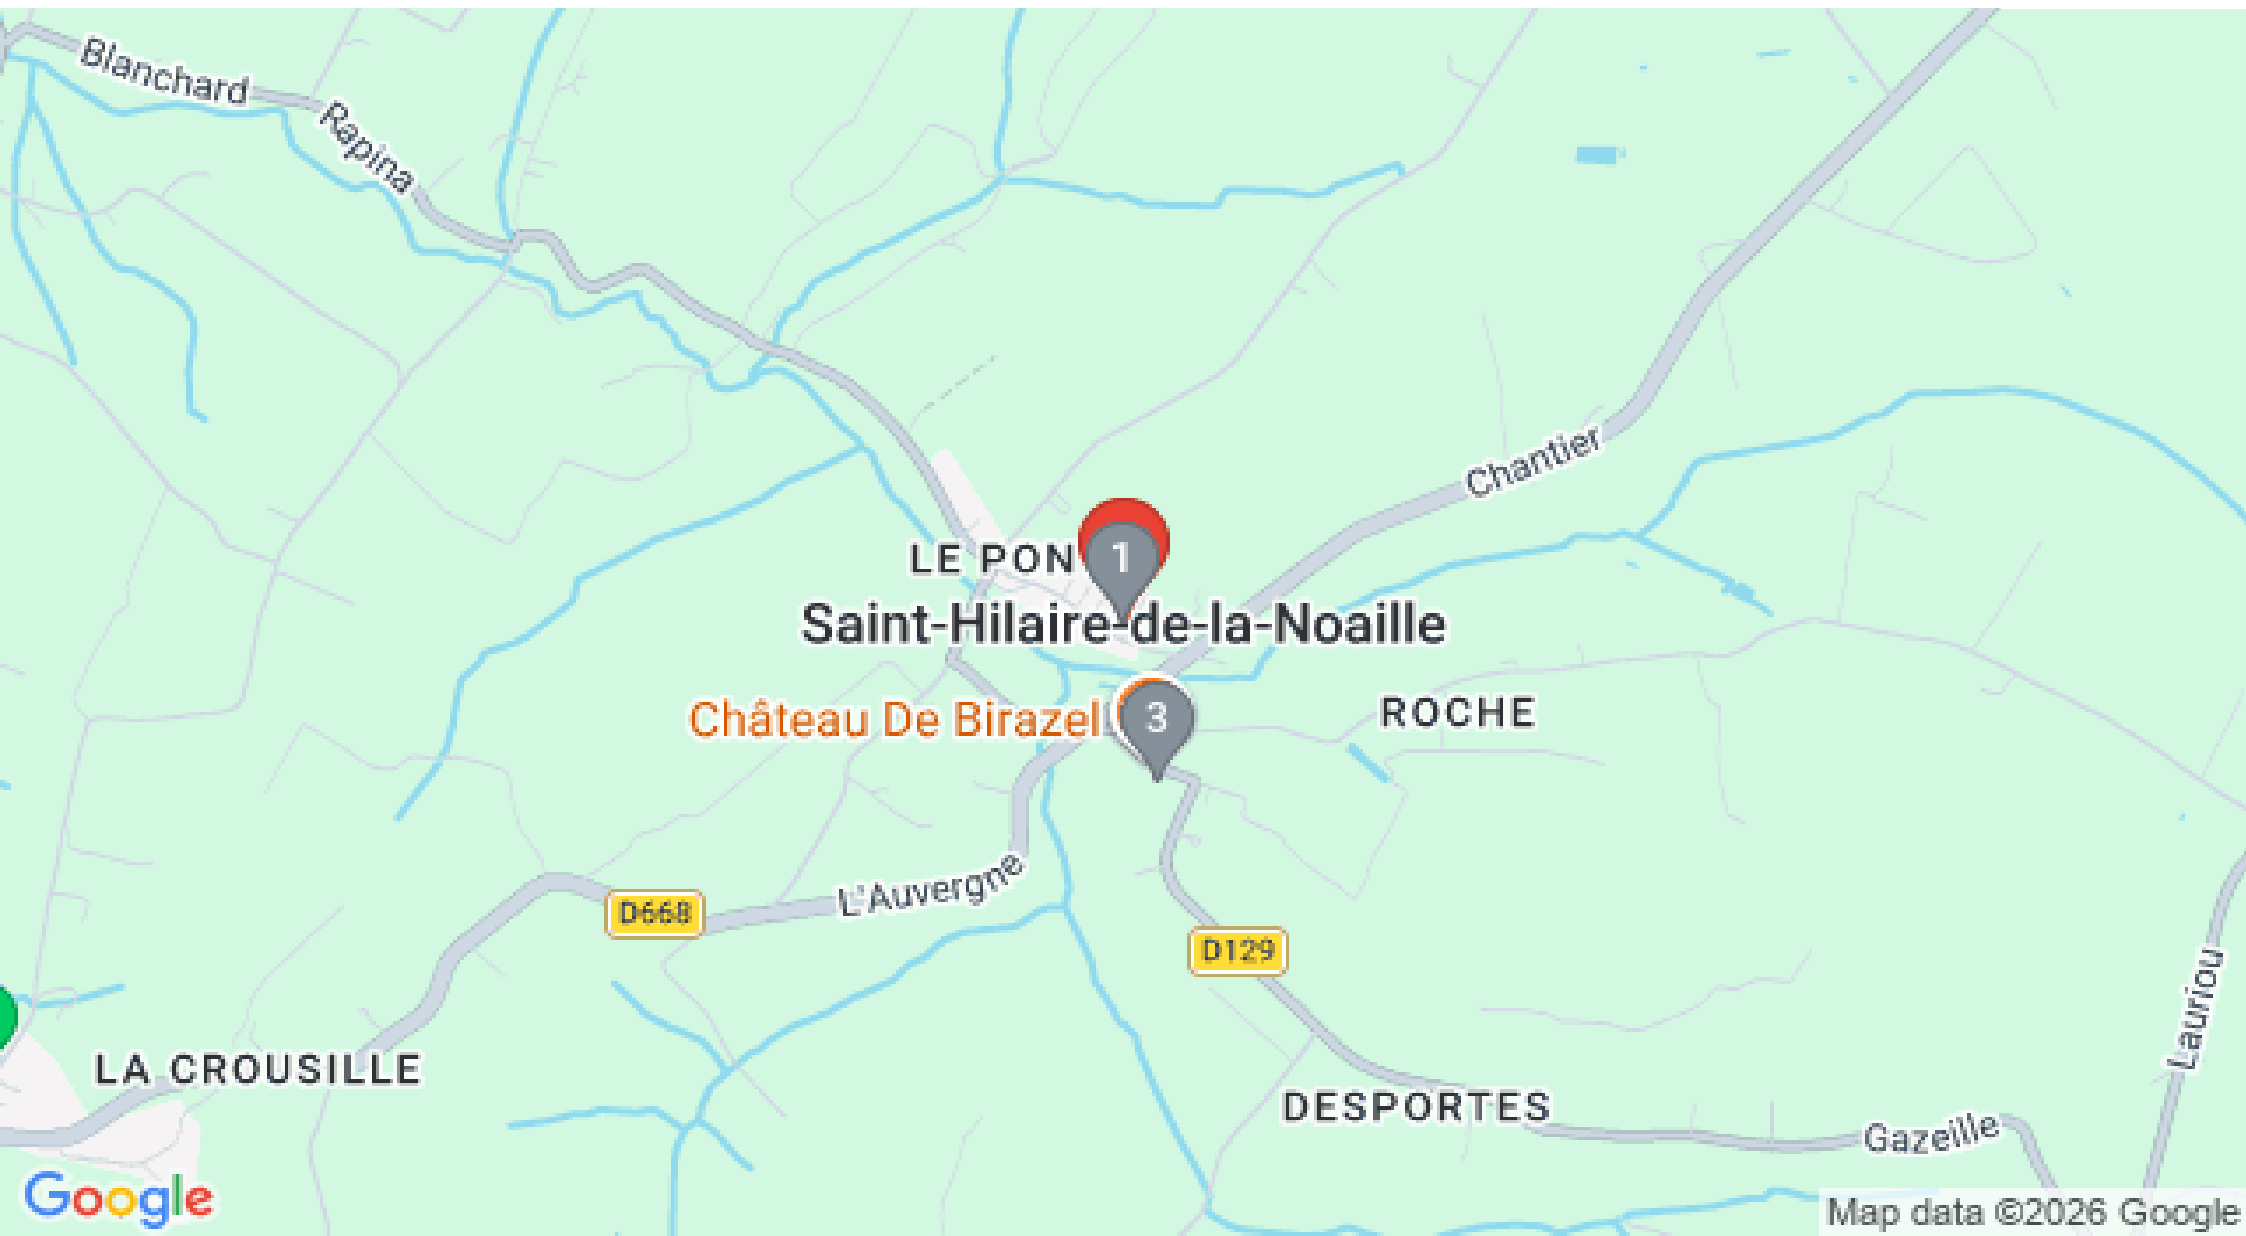 Blanchard
Rapina
Chantier
LE PON
1
Saint-Hilaire-de-la-Noaille
Château De Birazel
3
ROCHE
L'Auvergne
D668
D129
Lauriou
LA CROUSILLE
DESPORTES
Gazeille
Google
Map data ©2026 Google